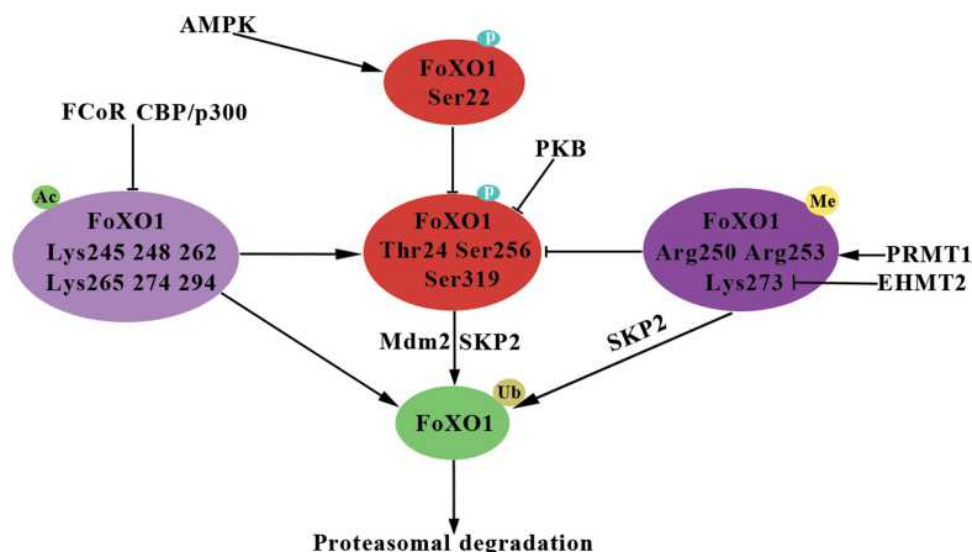 AMPK
P
FoXO1
Ser22
FCoR CBP/p300
PKB
Ac
P
Me
FoXO1
Lys245 248 262
Lys265 274 294
FoXO1
Thr24 Ser256
Ser319
FoXO1
Arg250 Arg253
Lys273
PRMT1
EHMT2
Mdm2 SKP2
SKP2
Ub
FoXO1
Proteasomal degradation